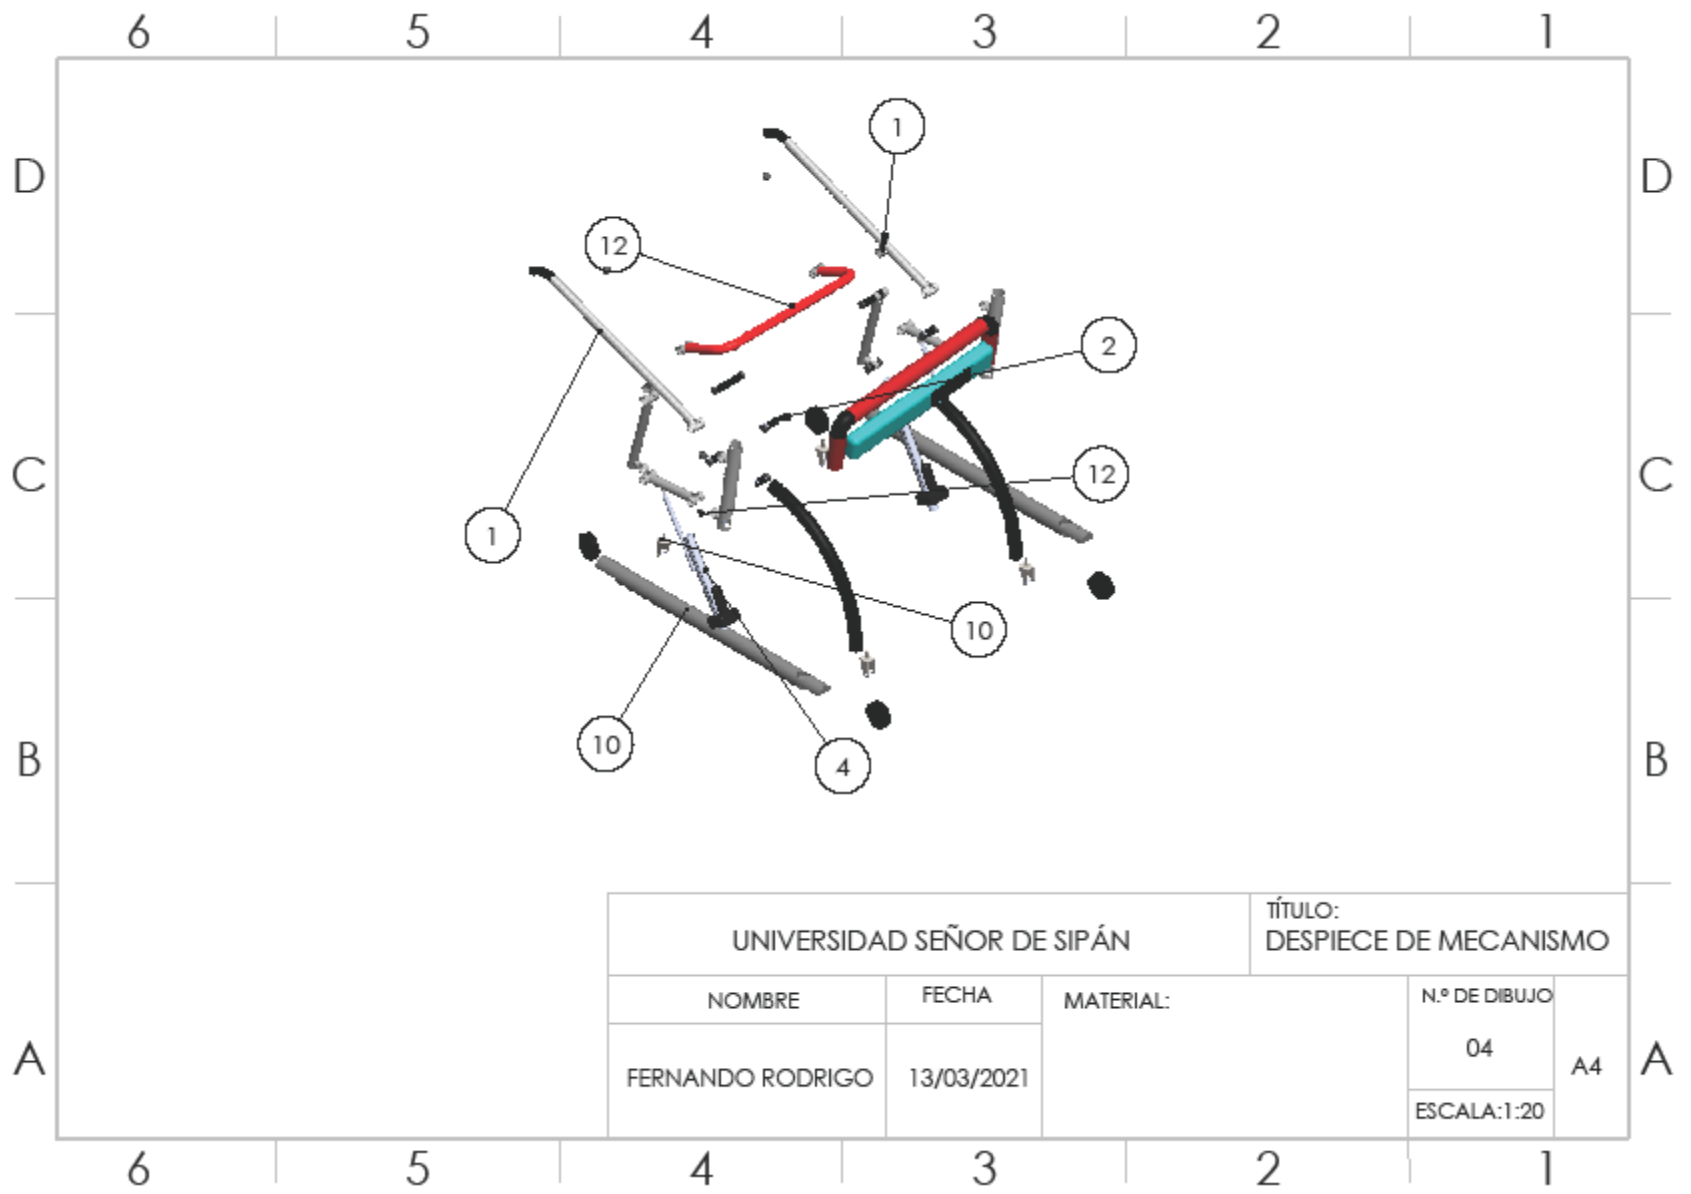 6 5 4 3 2 1
D D
1
12
2
C C
12
1
10
10
4
B B
UNIVERSIDAD SEÑOR DE SIPÁN
TÍTULO:
DESPIECE DE MECANISMO
NOMBRE
FECHA
MATERIAL:
N.º DE DIBUJO
FERNANDO RODRIGO
13/03/2021
04
A4
ESCALA:1:20
A A
6 5 4 3 2 1